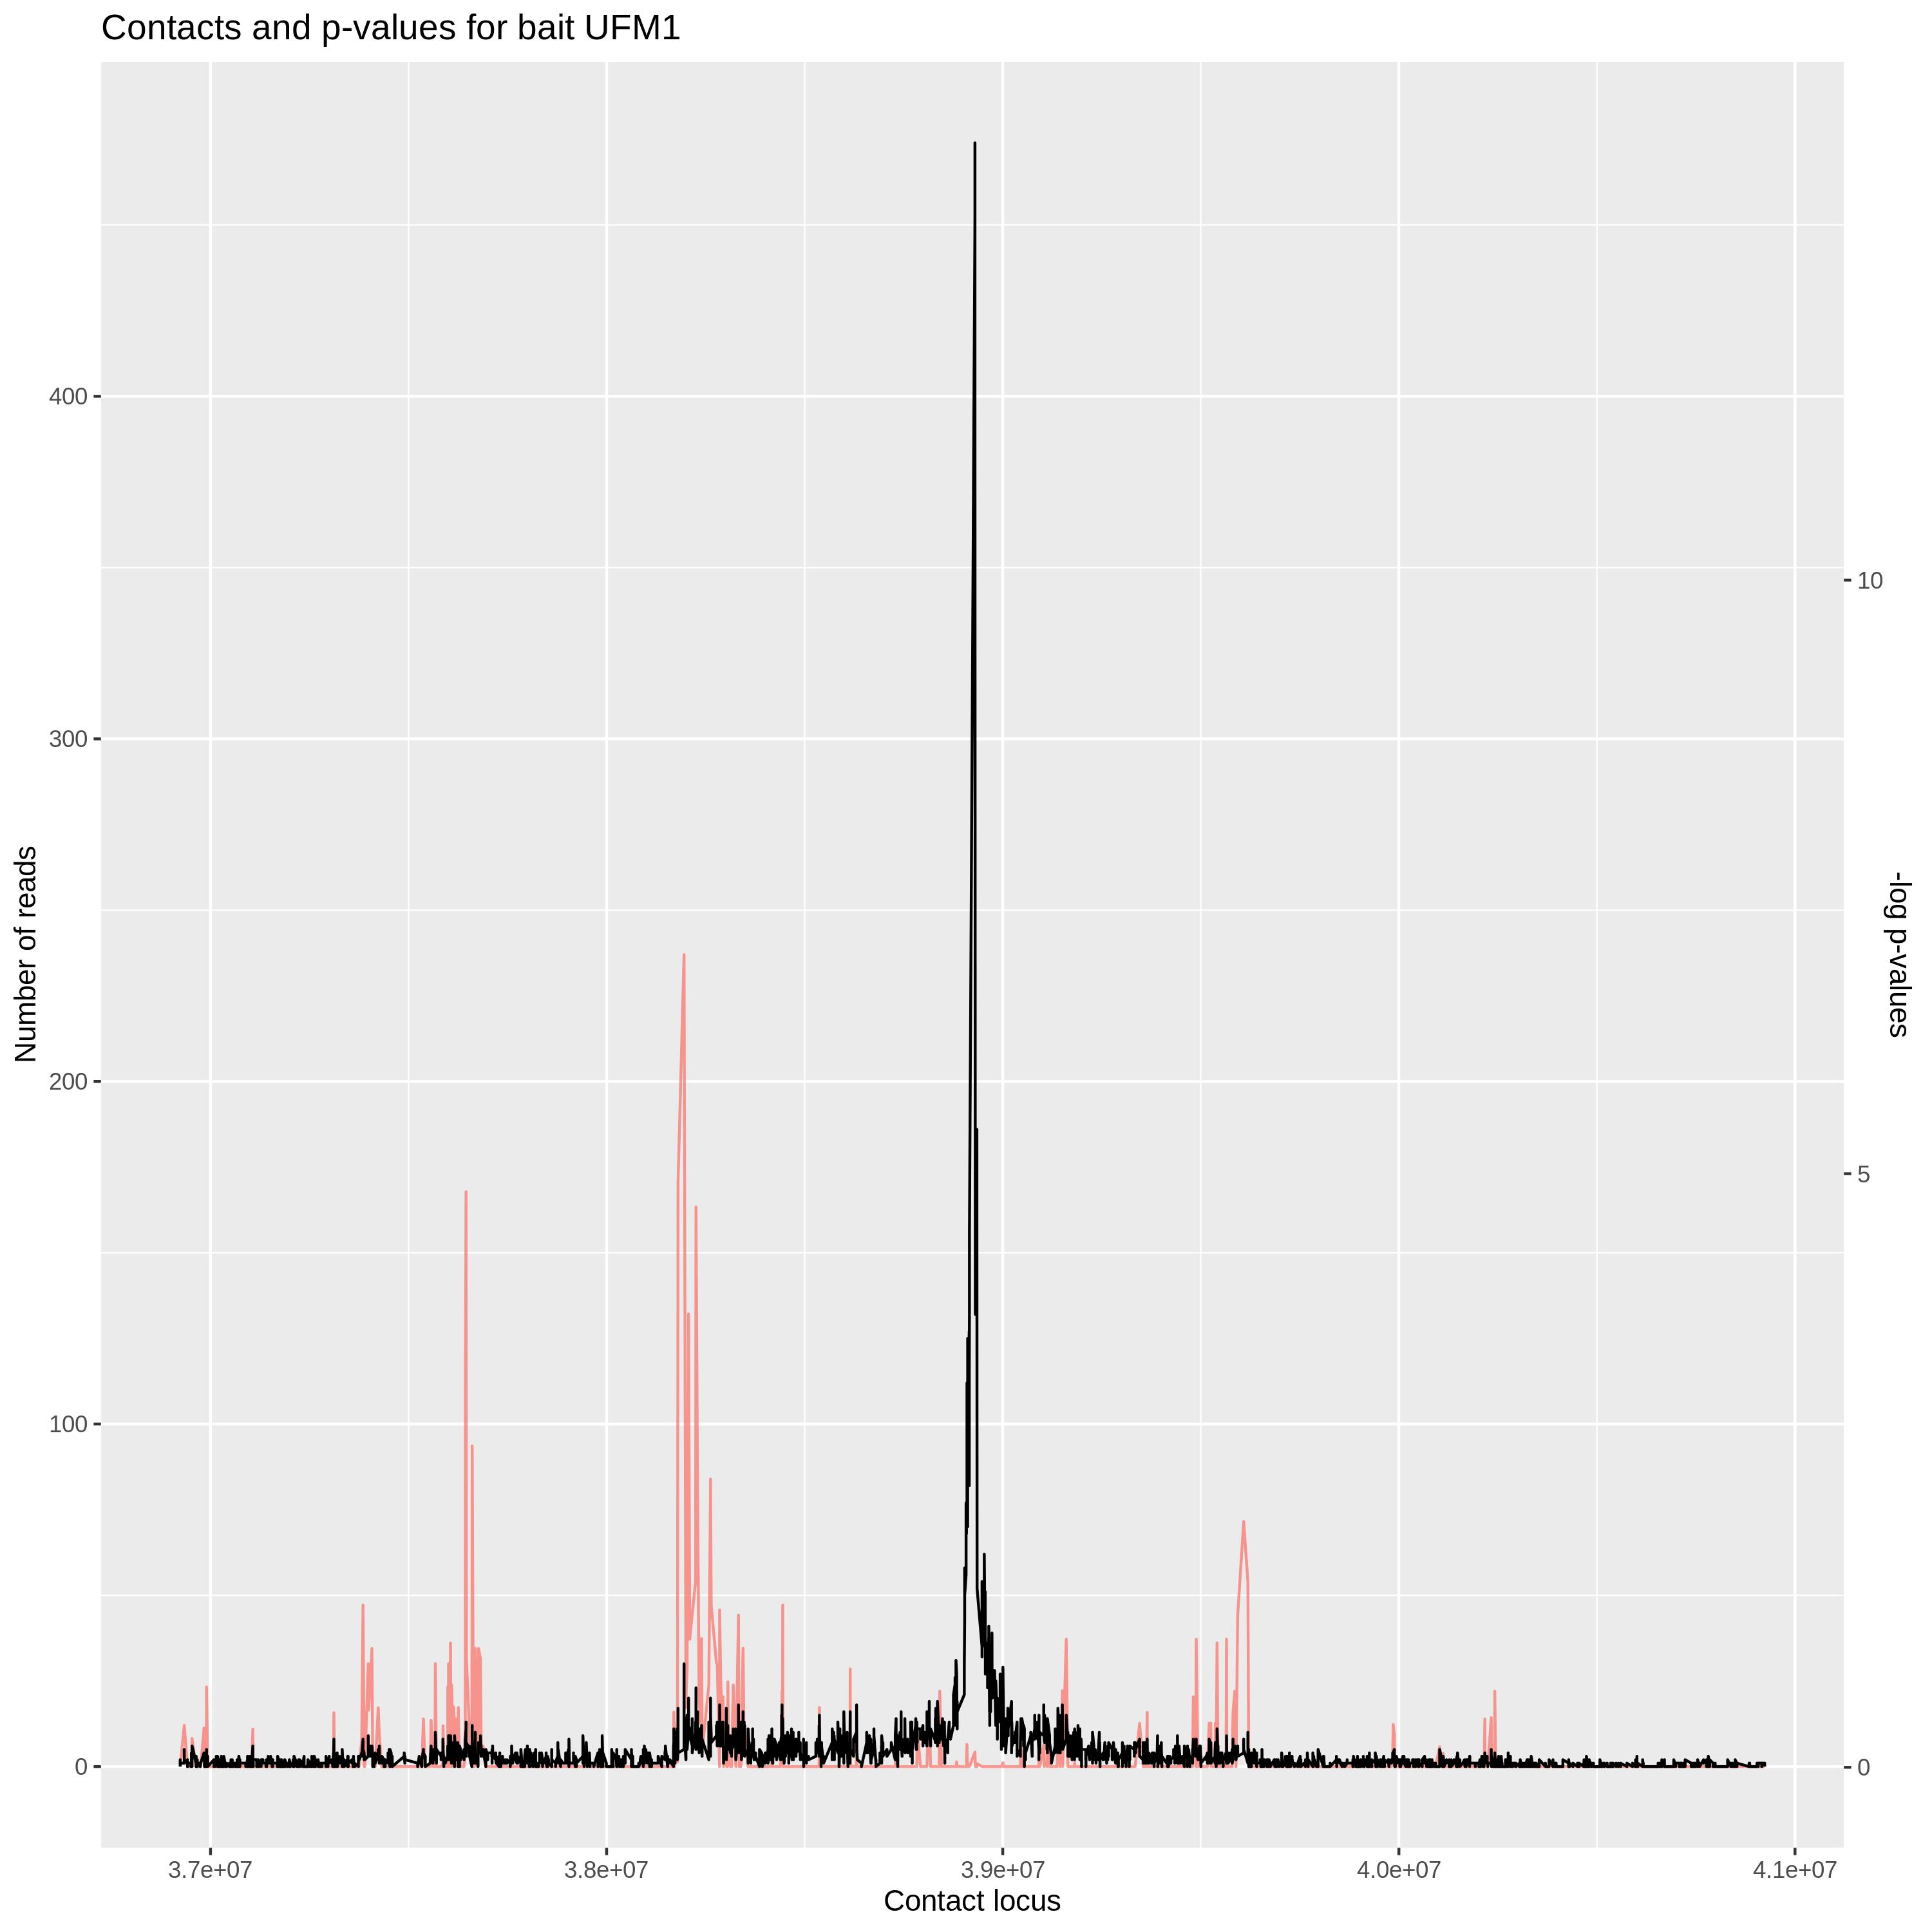 Contacts and p-values for bait UFM1
400
300
200
100
0
Number of reads
10
5
0
-log p-values
3.7e+07
3.8e+07
3.9e+07
4.0e+07
4.1e+07
Contact locus